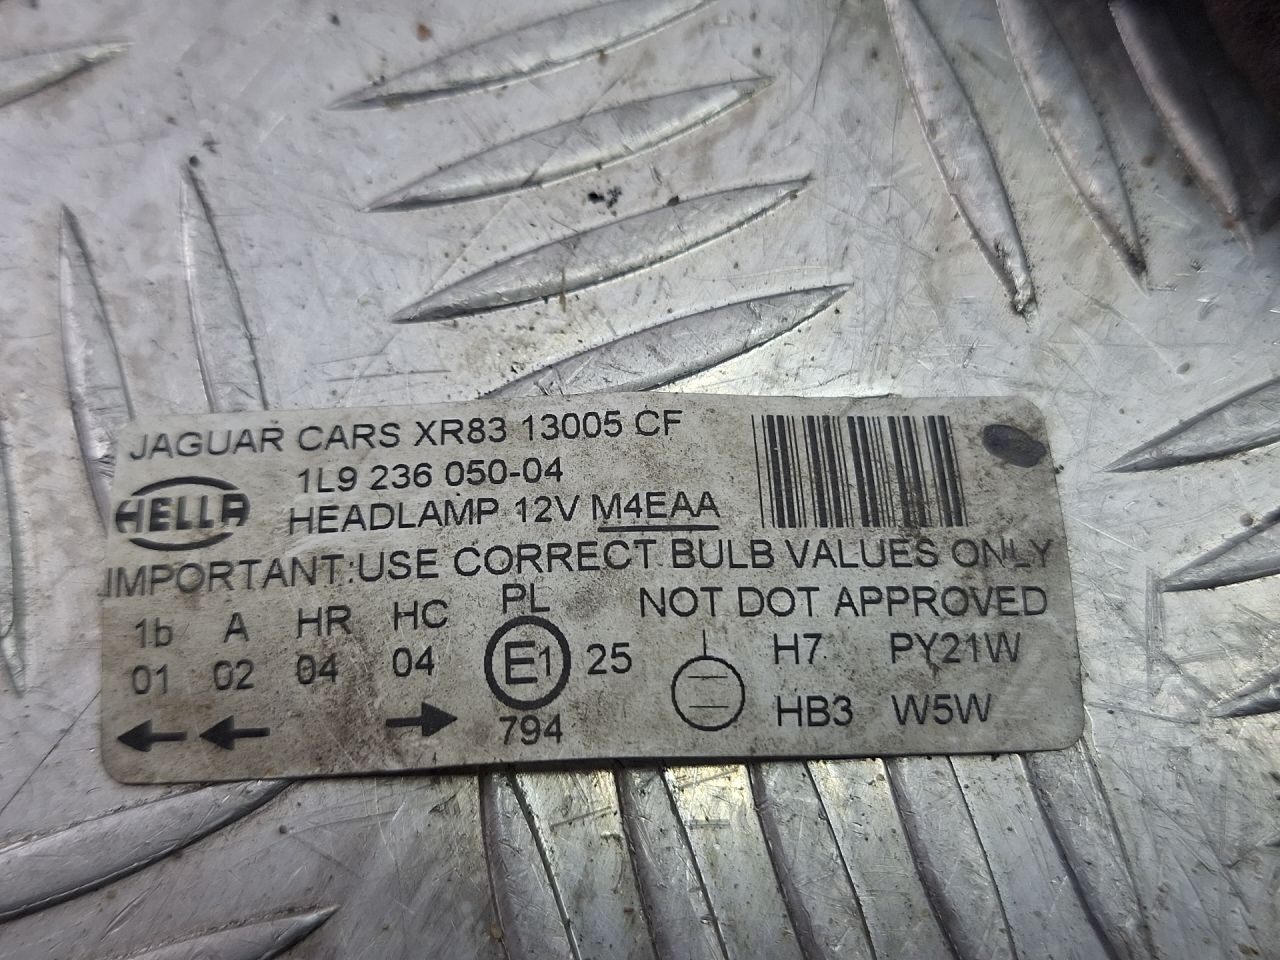 JAGUAR CARS XR83 13005 CF
1L9 236 050-04
HELLA
HEADLAMP 12V M4EAA
IMPORTANT:USE CORRECT BULB VALUES ONLY
1b A HR HC PL NOT DOT APPROVED
01 02 04 04 E1 25 H7 PY21W
794 HB3 W5W